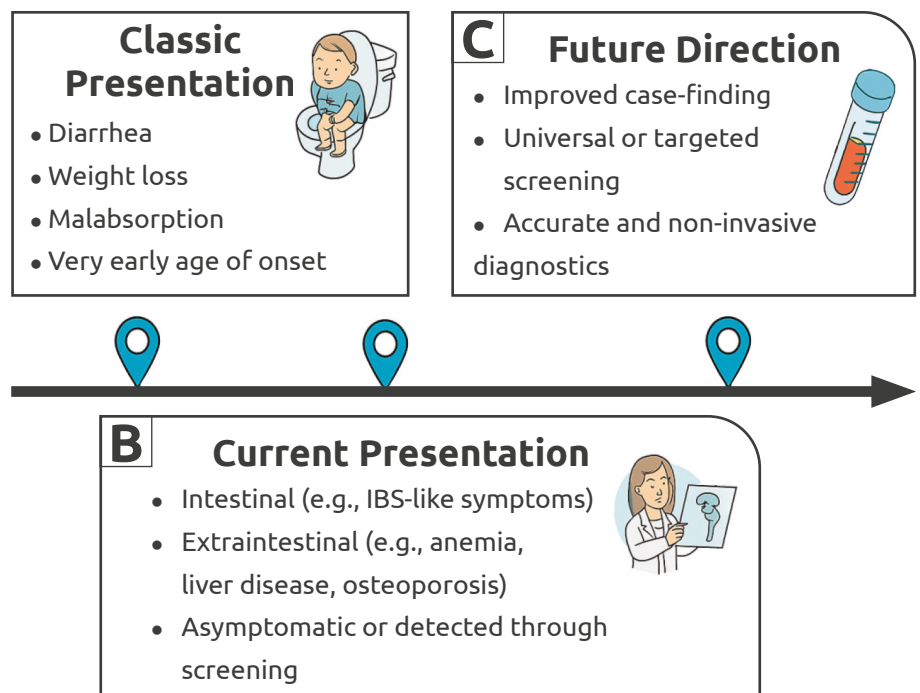 Classic
Presentation
• Diarrhea
• Weight loss
• Malabsorption
• Very early age of onset
C
Future Direction
• Improved case-finding
• Universal or targeted
screening
• Accurate and non-invasive
diagnostics
B
Current Presentation
• Intestinal (e.g., IBS-like symptoms)
• Extraintestinal (e.g., anemia,
liver disease, osteoporosis)
• Asymptomatic or detected through
screening